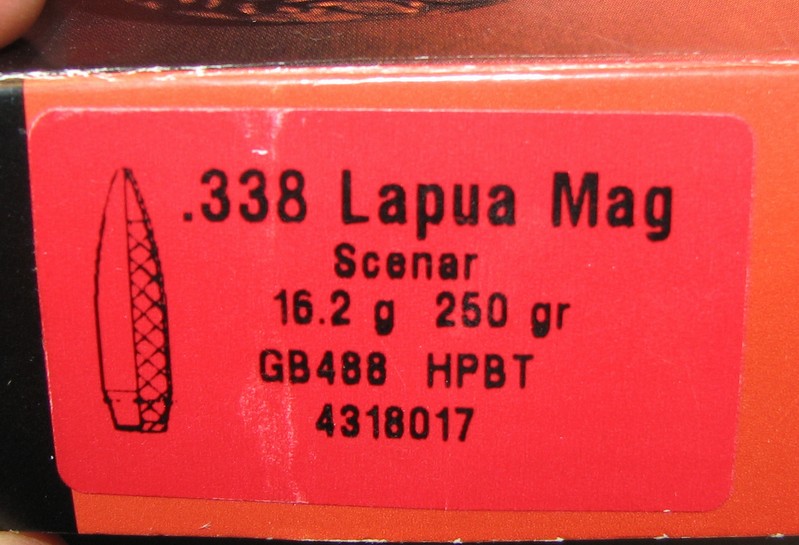 .338 Lapua Mag
Scenar
16.2 g 250 gr
GB488 HPBT
4318017